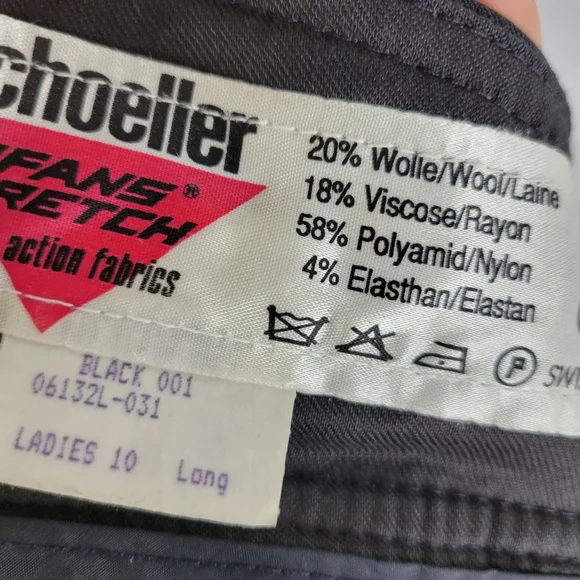 choeller
FANS®
RETCH
action fabrics
20% Wolle/Wool/Laine
18% Viscose/Rayon
58% Polyamid/Nylon
4% Elasthan/Elastan
P
BLACK 001
06132L-031
LADIES 10 Long